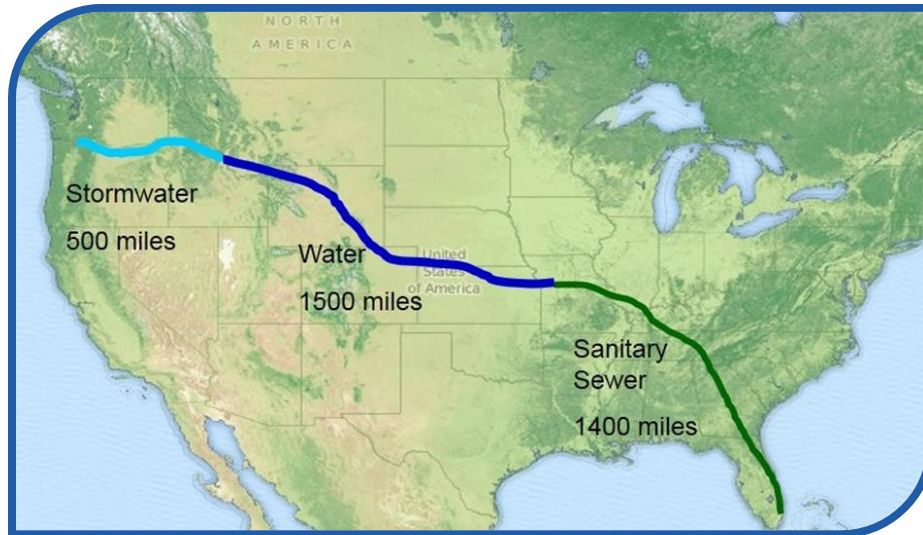 NORTH
AMERICA
Stormwater
500 miles
Water
1500 miles
United
States
of America
Sanitary
Sewer
1400 miles